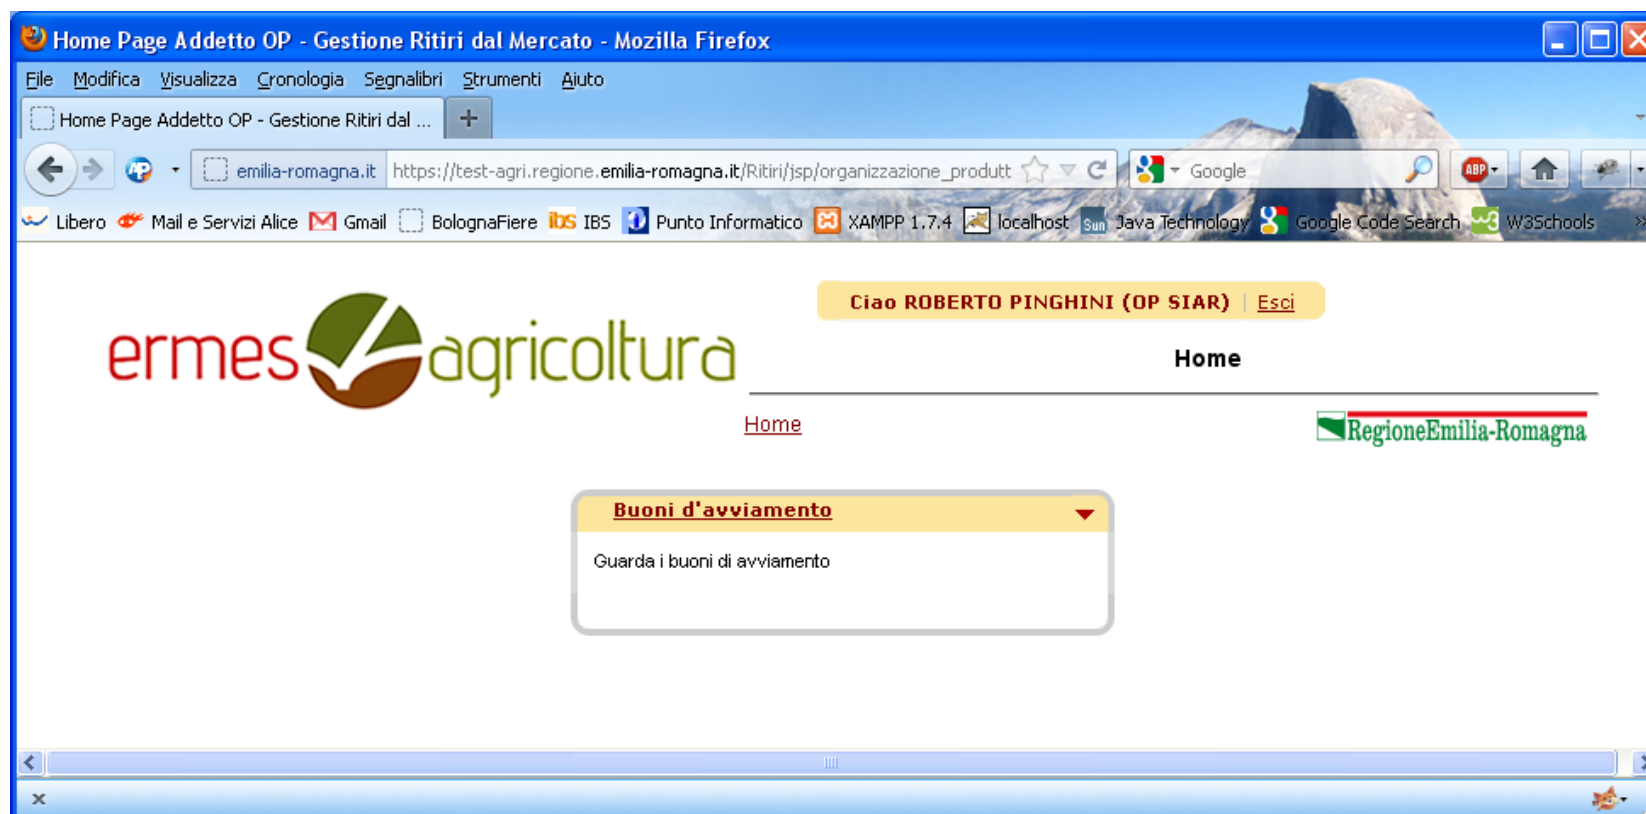 Home Page Addetto OP - Gestione Ritiri dal Mercato - Mozilla Firefox
File Modifica Visualizza Cronologia Segnalibri Strumenti Aiuto
Home Page Addetto OP - Gestione Ritiri dal ...
emilia-romagna.it https://test-agri.regione.emilia-romagna.it/Ritiri/jsp/organizzazione_produtt Google ABP
Libero Mail e Servizi Alice Gmail BolognaFiere ibs IBS Punto Informatico XAMPP 1.7.4 localhost Sun Java Technology Google Code Search w3 W3Schools »
Ciao ROBERTO PINGHINI (OP SIAR) | Esci
ermes agricoltura
Home
Home
RegioneEmilia-Romagna
Buoni d'avviamento
Guarda i buoni di avviamento